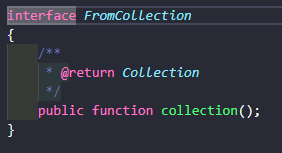 interface FromCollection
{
    /**
     * @return Collection
     */
    public function collection();
}